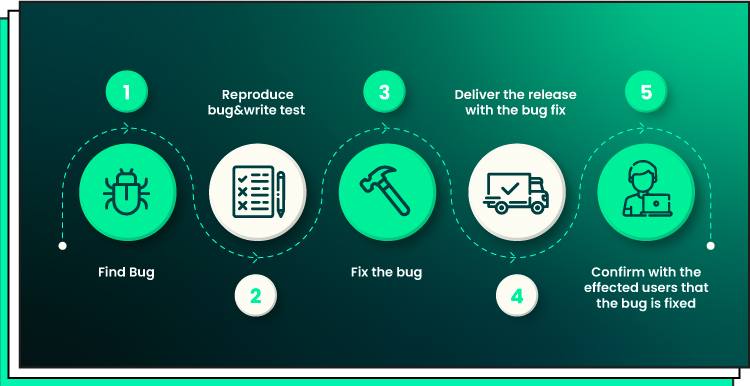 1
Find Bug
Reproduce
bug&write test
2
3
Fix the bug
Deliver the release
with the bug fix
4
5
Confirm with the
effected users that
the bug is fixed